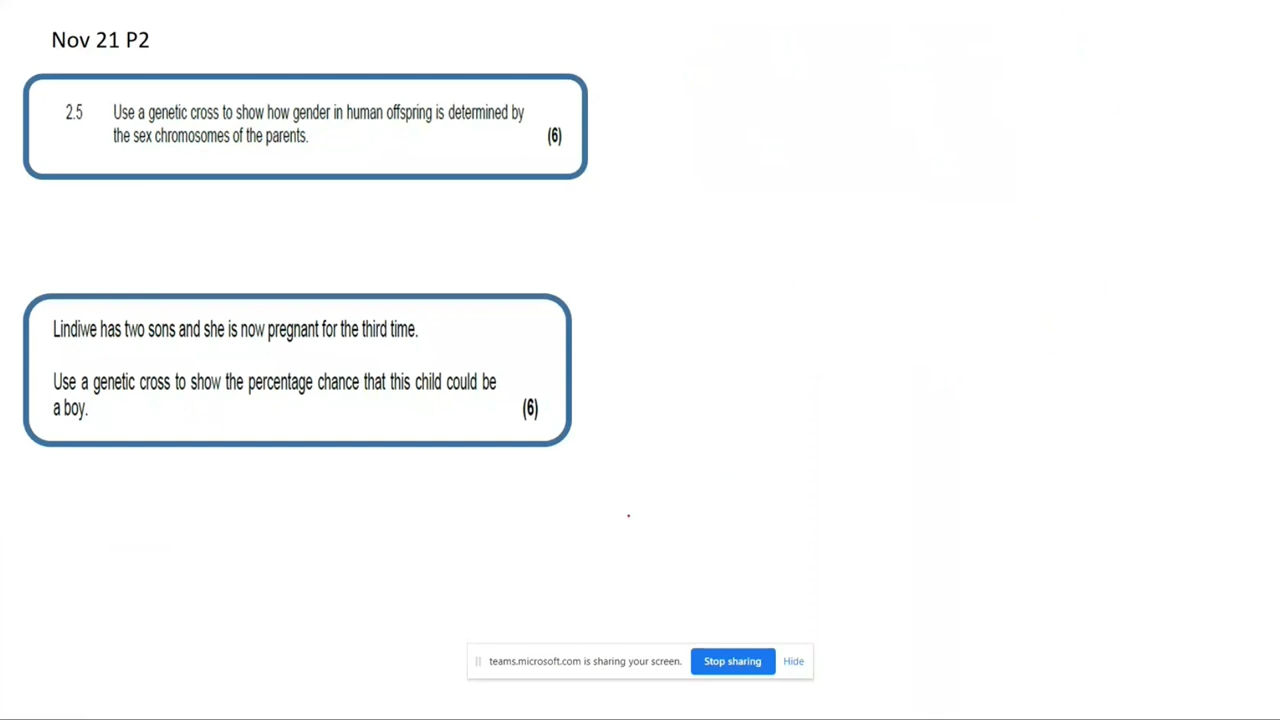 Nov 21 P2
2.5 Use a genetic cross to show how gender in human offspring is determined by
the sex chromosomes of the parents. (6)
Lindiwe has two sons and she is now pregnant for the third time.
Use a genetic cross to show the percentage chance that this child could be
a boy. (6)
teams.microsoft.com is sharing your screen. Stop sharing Hide